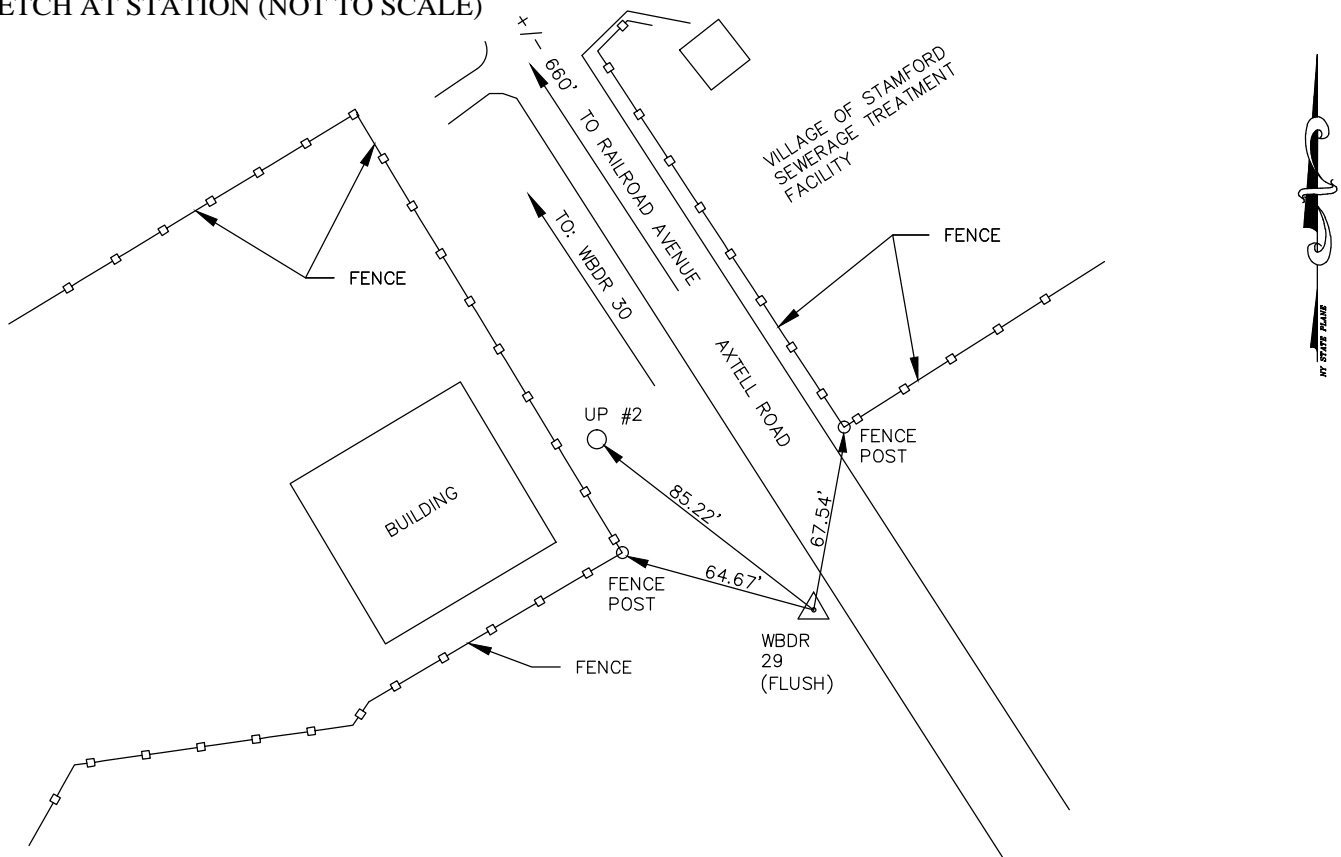 ETCH AT STATION (NOT TO SCALE)
+/- 660' TO RAILROAD AVENUE
VILLAGE OF STAMFORD
SEWERAGE TREATMENT
FACILITY
FENCE
FENCE
TO: WBDR 30
AXTELL ROAD
UP #2
FENCE
POST
BUILDING
85.22'
67.54'
64.67'
FENCE
POST
WBDR
29
(FLUSH)
FENCE
NY STATE PLANE